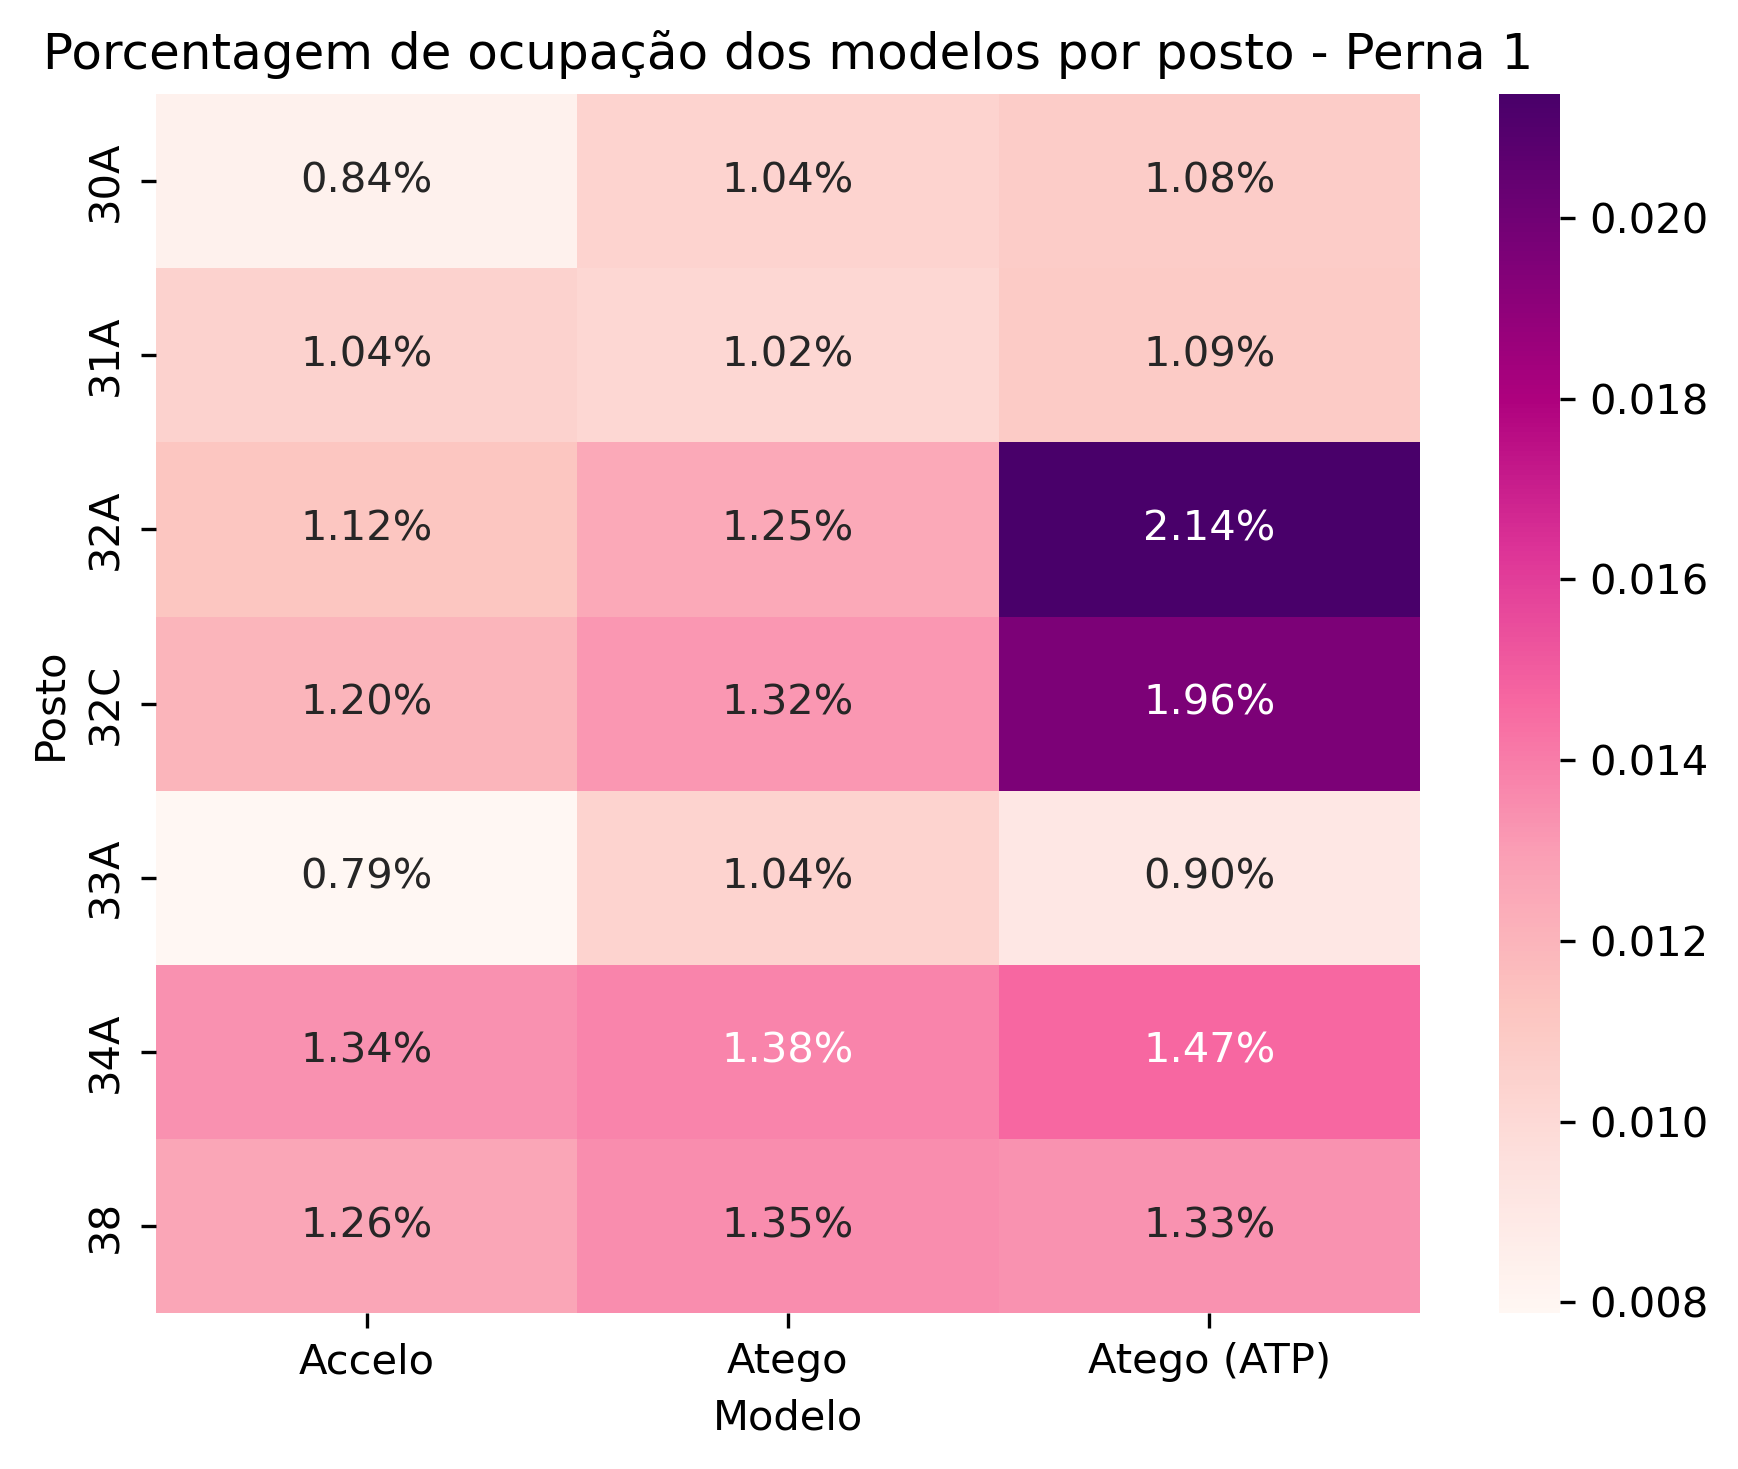 Porcentagem de ocupação dos modelos por posto - Perna 1
30A 0.84% 1.04% 1.08%
31A 1.04% 1.02% 1.09%
32A 1.12% 1.25% 2.14%
32C 1.20% 1.32% 1.96%
33A 0.79% 1.04% 0.90%
34A 1.34% 1.38% 1.47%
38 1.26% 1.35% 1.33%
Posto
Accelo Atego Atego (ATP)
Modelo
0.020
0.018
0.016
0.014
0.012
0.010
0.008